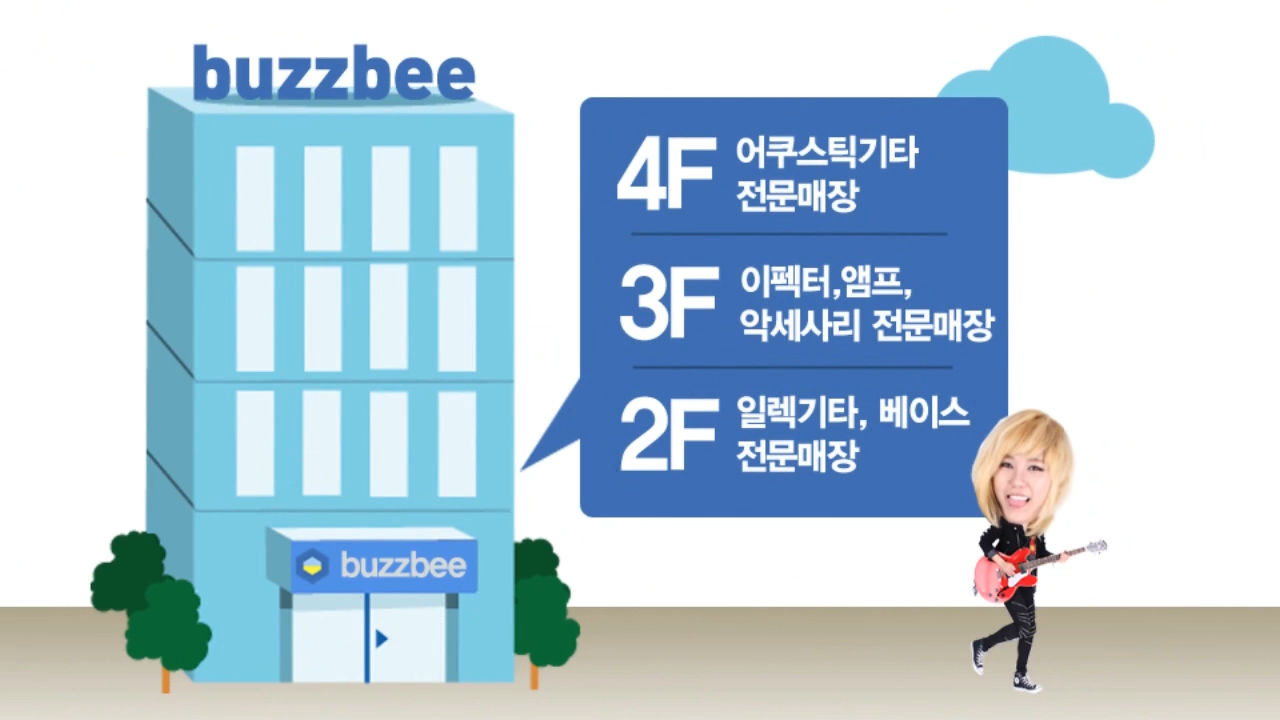 buzzbee
4F 어쿠스틱기타
전문매장
3F 이펙터,앰프,
악세사리 전문매장
2F 일렉기타, 베이스
전문매장
buzzbee